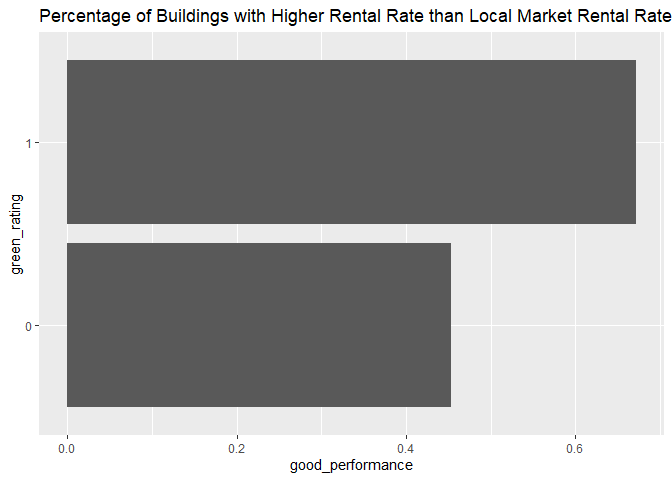 Percentage of Buildings with Higher Rental Rate than Local Market Rental Rate
1
green_rating
0
0.0 0.2 0.4 0.6
good_performance